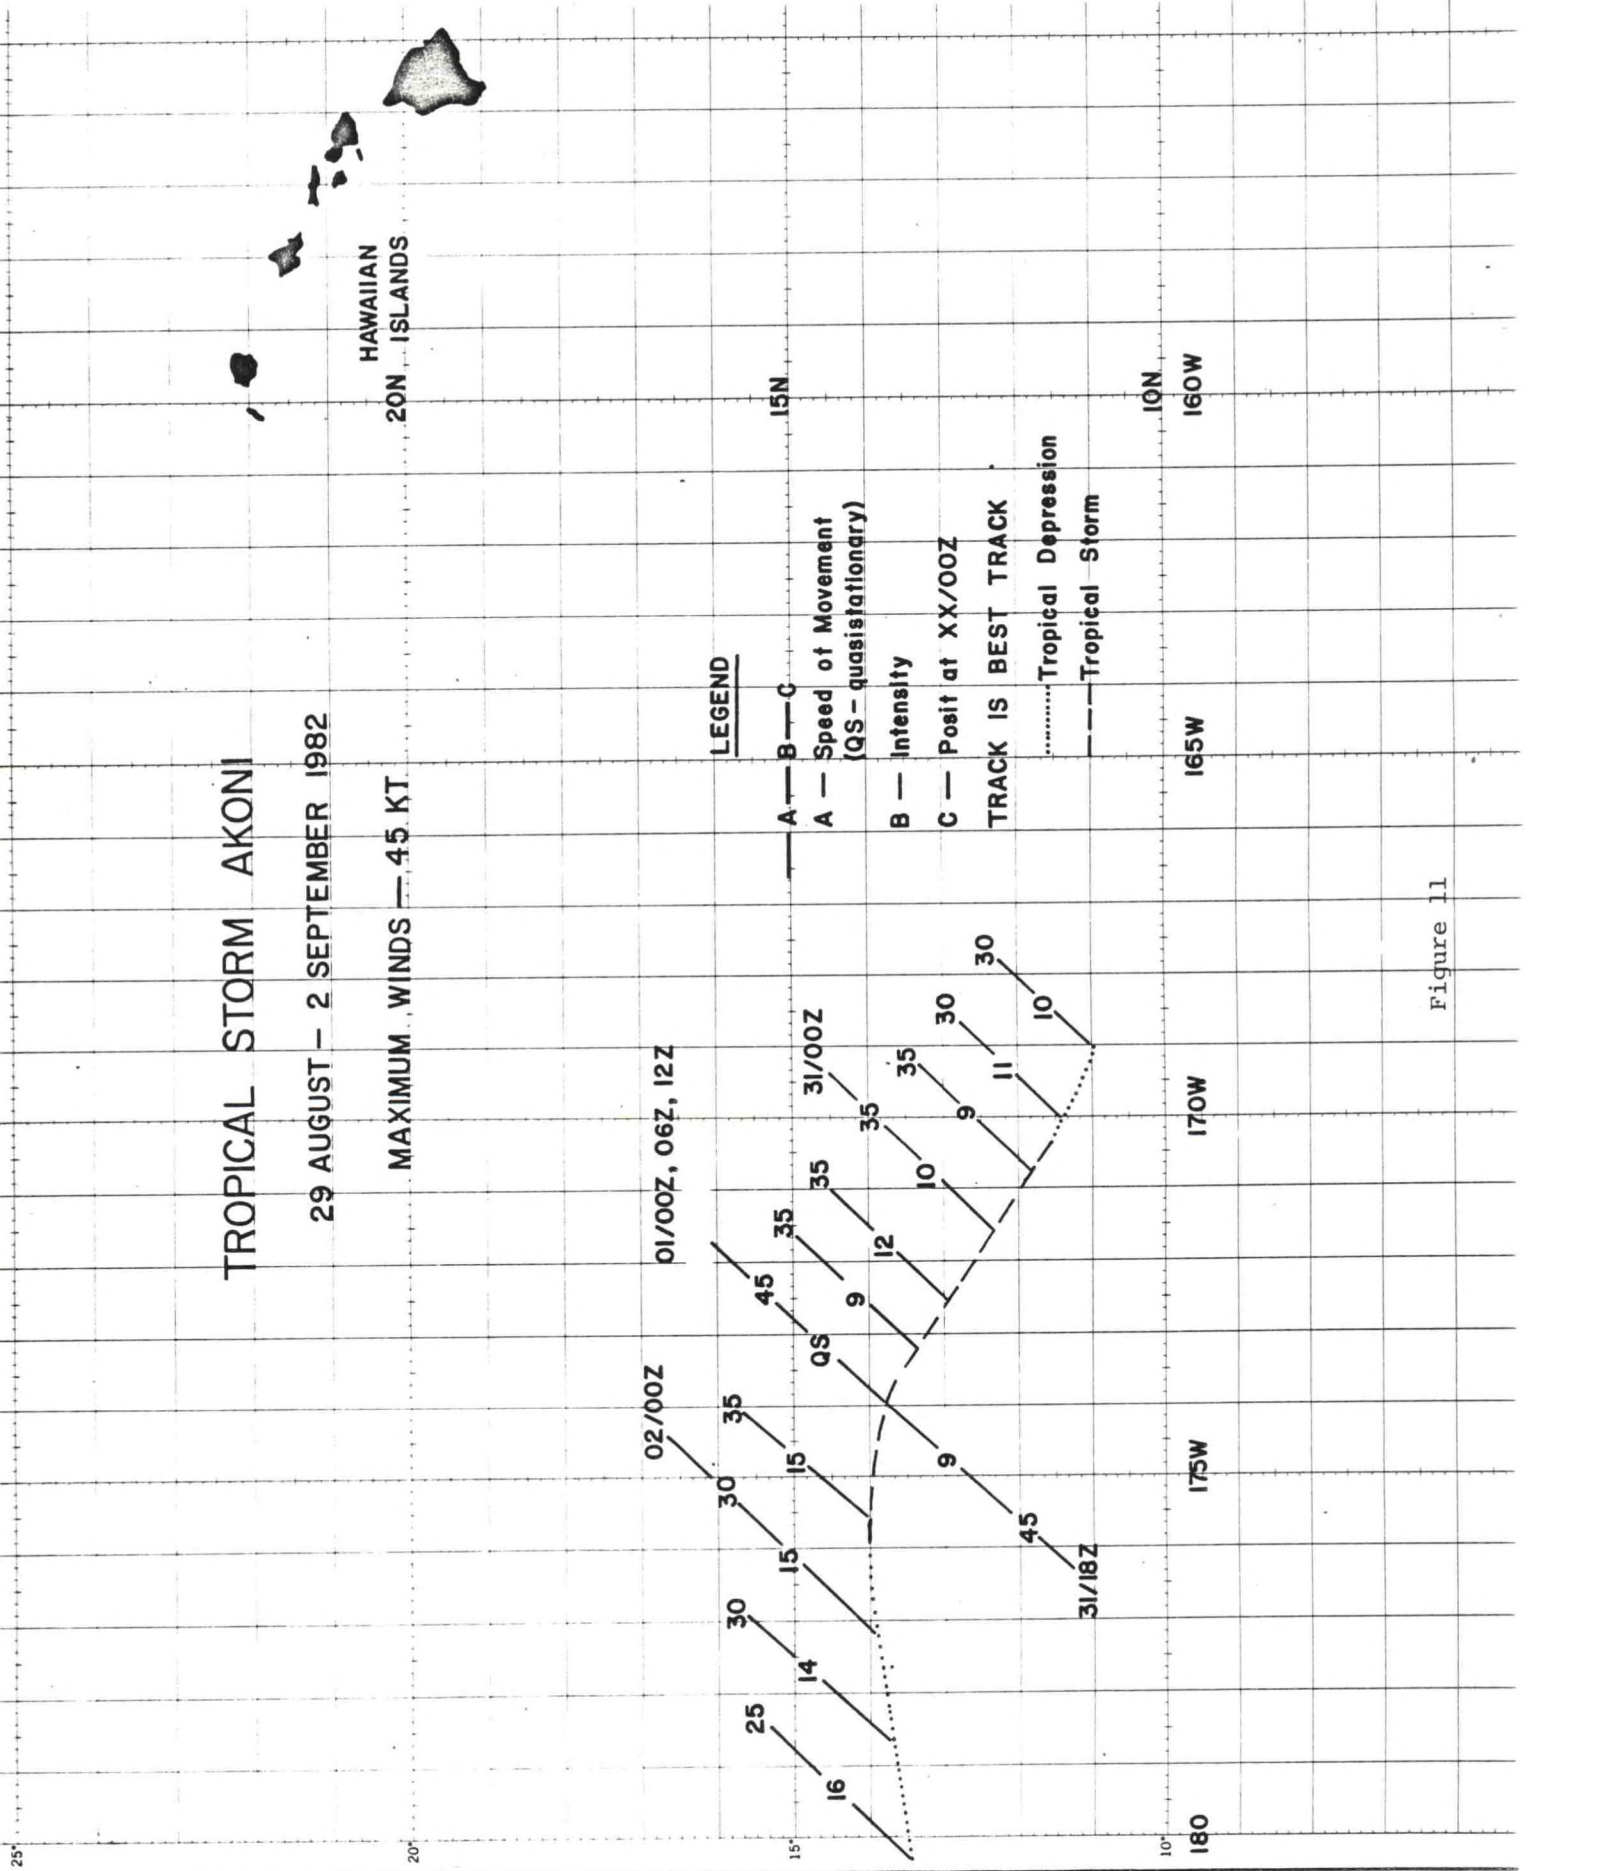 TROPICAL STORM AKONI
29 AUGUST – 2 SEPTEMBER 1982
MAXIMUM WINDS — 45 KT
HAWAIIAN
ISLANDS
25°
20°
20N
15°
15N
10°
10N
180
175W
170W
165W
160W
02/00Z
01/00Z, 06Z, 12Z
31/00Z
31/18Z
25
16
30
14
30
15
35
15
45
QS
9
45
35
9
35
12
35
10
35
9
30
11
30
10
LEGEND
— A — B — C
A — Speed of Movement
(QS – quasistationary)
B — Intensity
C — Posit at XX/00Z
TRACK IS BEST TRACK
........Tropical Depression
— — —Tropical Storm
Figure 11